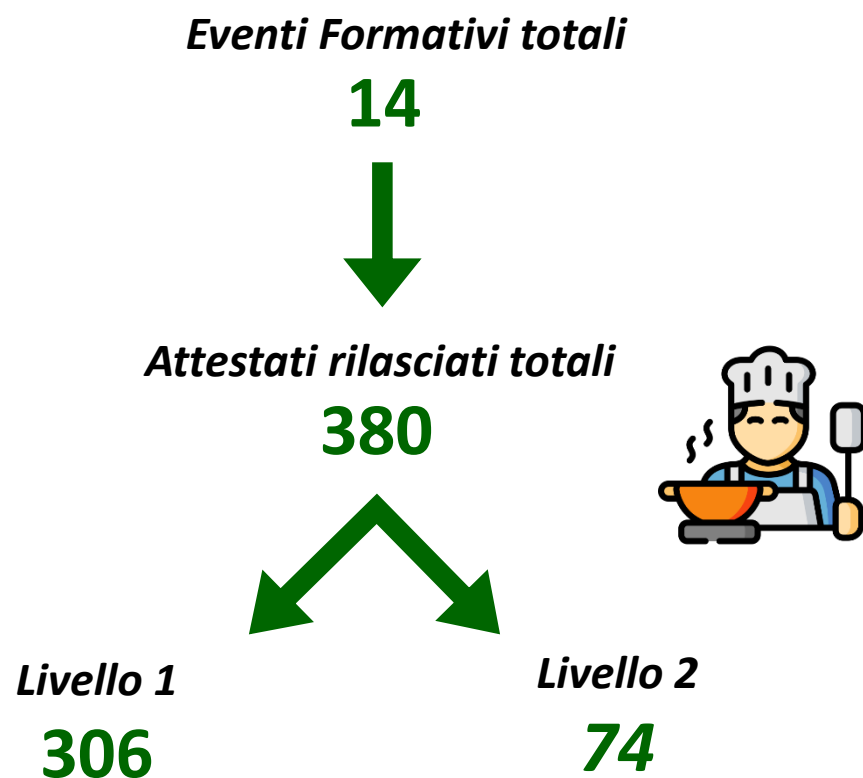 Eventi Formativi totali
14
Attestati rilasciati totali
380
Livello 1
306
Livello 2
74